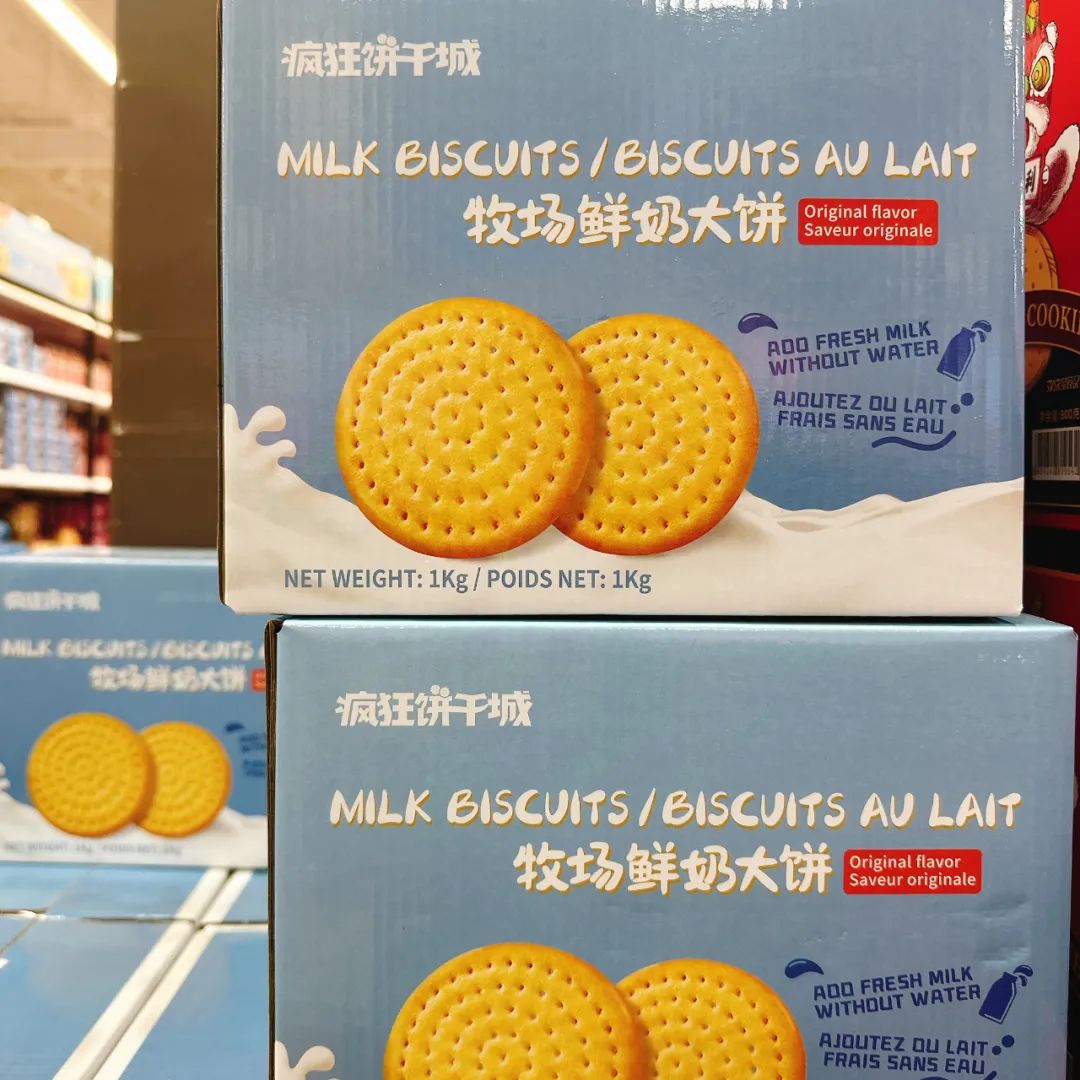 疯狂饼干城
MILK BISCUITS/BISCUITS AU LAIT
牧场鲜奶大饼
Original flavor
Saveur originale
ADD FRESH MILK
WITHOUT WATER
AJOUTEZ DU LAIT
FRAIS SANS EAU
NET WEIGHT: 1Kg / POIDS NET: 1Kg
COOKI
疯狂饼干城
MILK BISCUITS/BISCUITS AU LAIT
牧场鲜奶大饼
Original flavor
Saveur originale
ADD FRESH MILK
WITHOUT WATER
AJOUTEZ DU LAIT
FRAIS SANS EAU
疯狂饼干城
MILK BISCUITS/BISCUITS
牧场鲜奶大饼